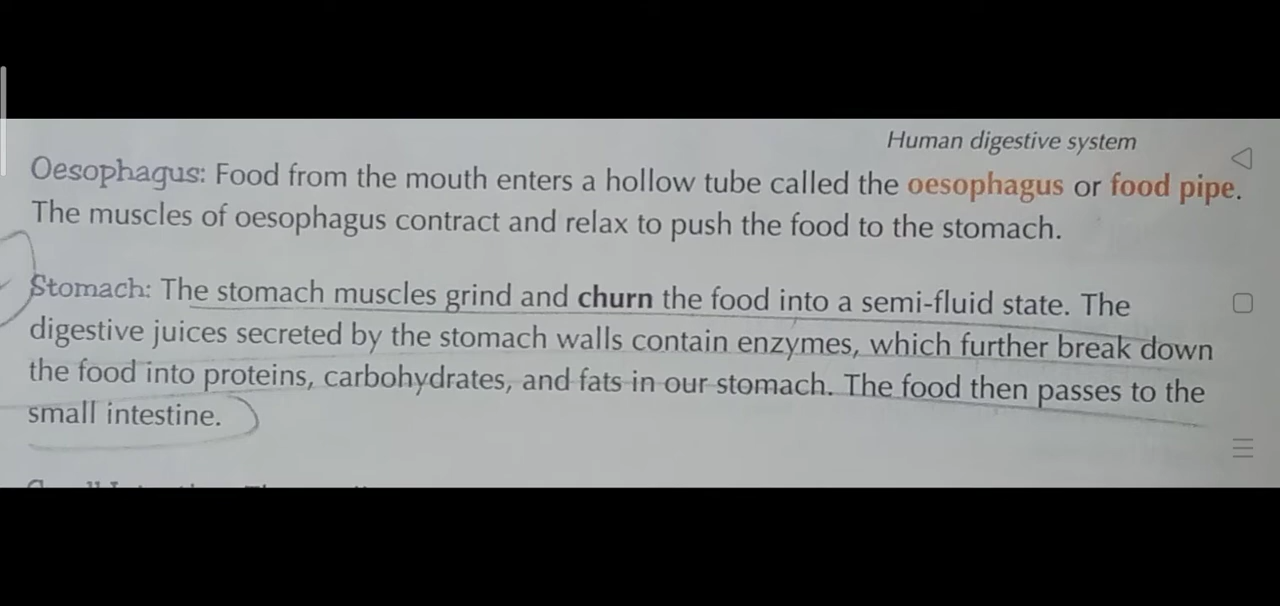 Human digestive system
Oesophagus: Food from the mouth enters a hollow tube called the oesophagus or food pipe.
The muscles of oesophagus contract and relax to push the food to the stomach.
Stomach: The stomach muscles grind and churn the food into a semi-fluid state. The
digestive juices secreted by the stomach walls contain enzymes, which further break down
the food into proteins, carbohydrates, and fats in our stomach. The food then passes to the
small intestine.